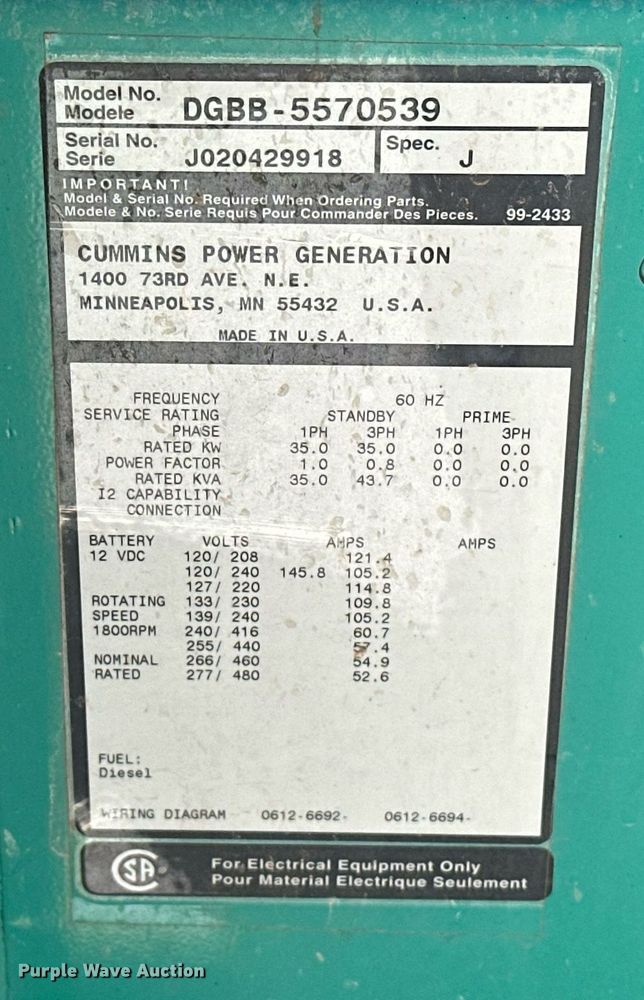 Model No.
Modele DGBB-5570539
Serial No. Spec.
Serie J020429918 J
IMPORTANT!
Model & Serial No. Required When Ordering Parts.
Modele & No. Serie Requis Pour Commander Des Pieces. 99-2433
CUMMINS POWER GENERATION
1400 73RD AVE. N.E.
MINNEAPOLIS, MN 55432 U.S.A.
MADE IN U.S.A.
FREQUENCY 60 HZ
SERVICE RATING STANDBY PRIME
PHASE 1PH 3PH 1PH 3PH
RATED KW 35.0 35.0 0.0 0.0
POWER FACTOR 1.0 0.8 0.0 0.0
RATED KVA 35.0 43.7 0.0 0.0
I2 CAPABILITY
CONNECTION
BATTERY VOLTS AMPS AMPS
12 VDC 120/ 208 121.4
120/ 240 145.8 105.2
127/ 220 114.8
ROTATING 133/ 230 109.8
SPEED 139/ 240 105.2
1800RPM 240/ 416 60.7
255/ 440 57.4
NOMINAL 266/ 460 54.9
RATED 277/ 480 52.6
FUEL:
Diesel
WIRING DIAGRAM 0612-6692- 0612-6694-
SA For Electrical Equipment Only
Pour Material Electrique Seulement
Purple Wave Auction